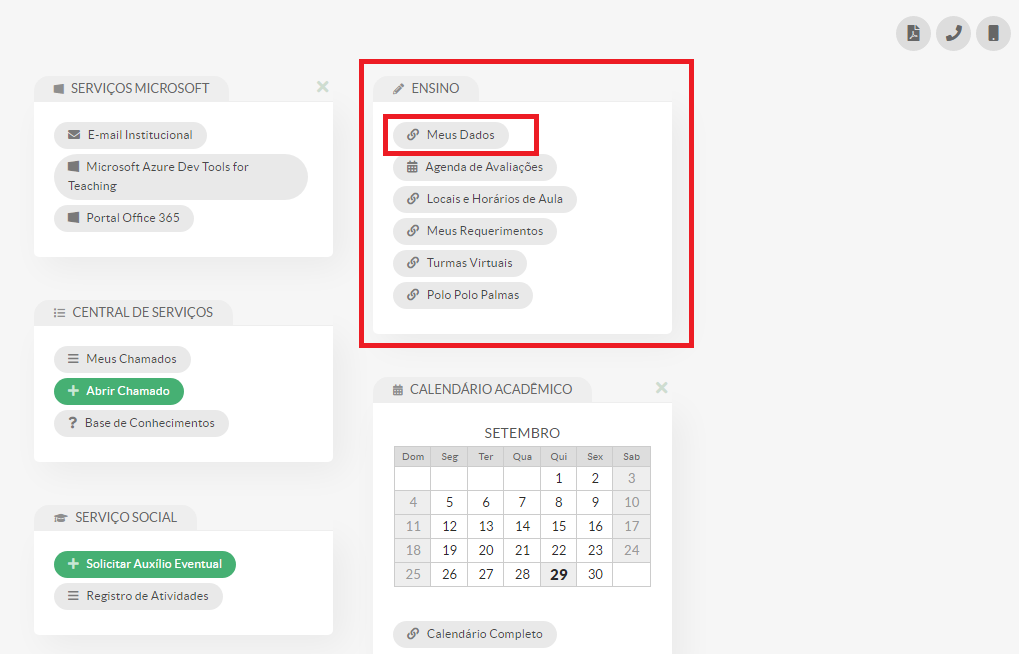 SERVIÇOS MICROSOFT
E-mail Institucional
Microsoft Azure Dev Tools for
Teaching
Portal Office 365
CENTRAL DE SERVIÇOS
Meus Chamados
Abrir Chamado
Base de Conhecimentos
SERVIÇO SOCIAL
Solicitar Auxílio Eventual
Registro de Atividades
ENSINO
Meus Dados
Agenda de Avaliações
Locais e Horários de Aula
Meus Requerimentos
Turmas Virtuais
Polo Polo Palmas
CALENDÁRIO ACADÊMICO
SETEMBRO
Dom Seg Ter Qua Qui Sex Sab
1 2 3
4 5 6 7 8 9 10
11 12 13 14 15 16 17
18 19 20 21 22 23 24
25 26 27 28 29 30
Calendário Completo